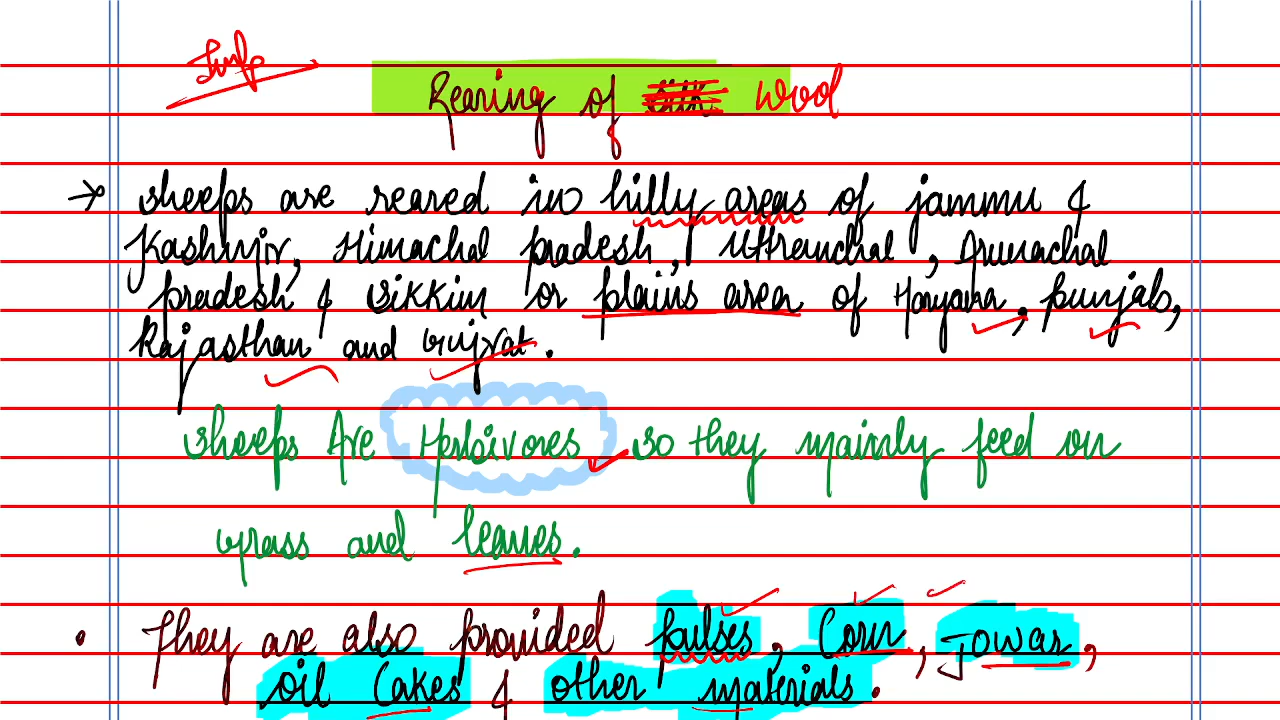 Imp
Rearing of Wool
→ sheeps are reared in hilly areas of jammu &
Kashmir, Himachal pradesh, Uttranchal, Arunachal
pradesh & sikkim or plains area of Haryana, punjab,
Rajasthan and Gujrat.
sheeps Are Herbivores so they mainly feed on
grass and leaves.
• They are also provided pulses, Corn, Jowar,
oil Cakes & other materials.